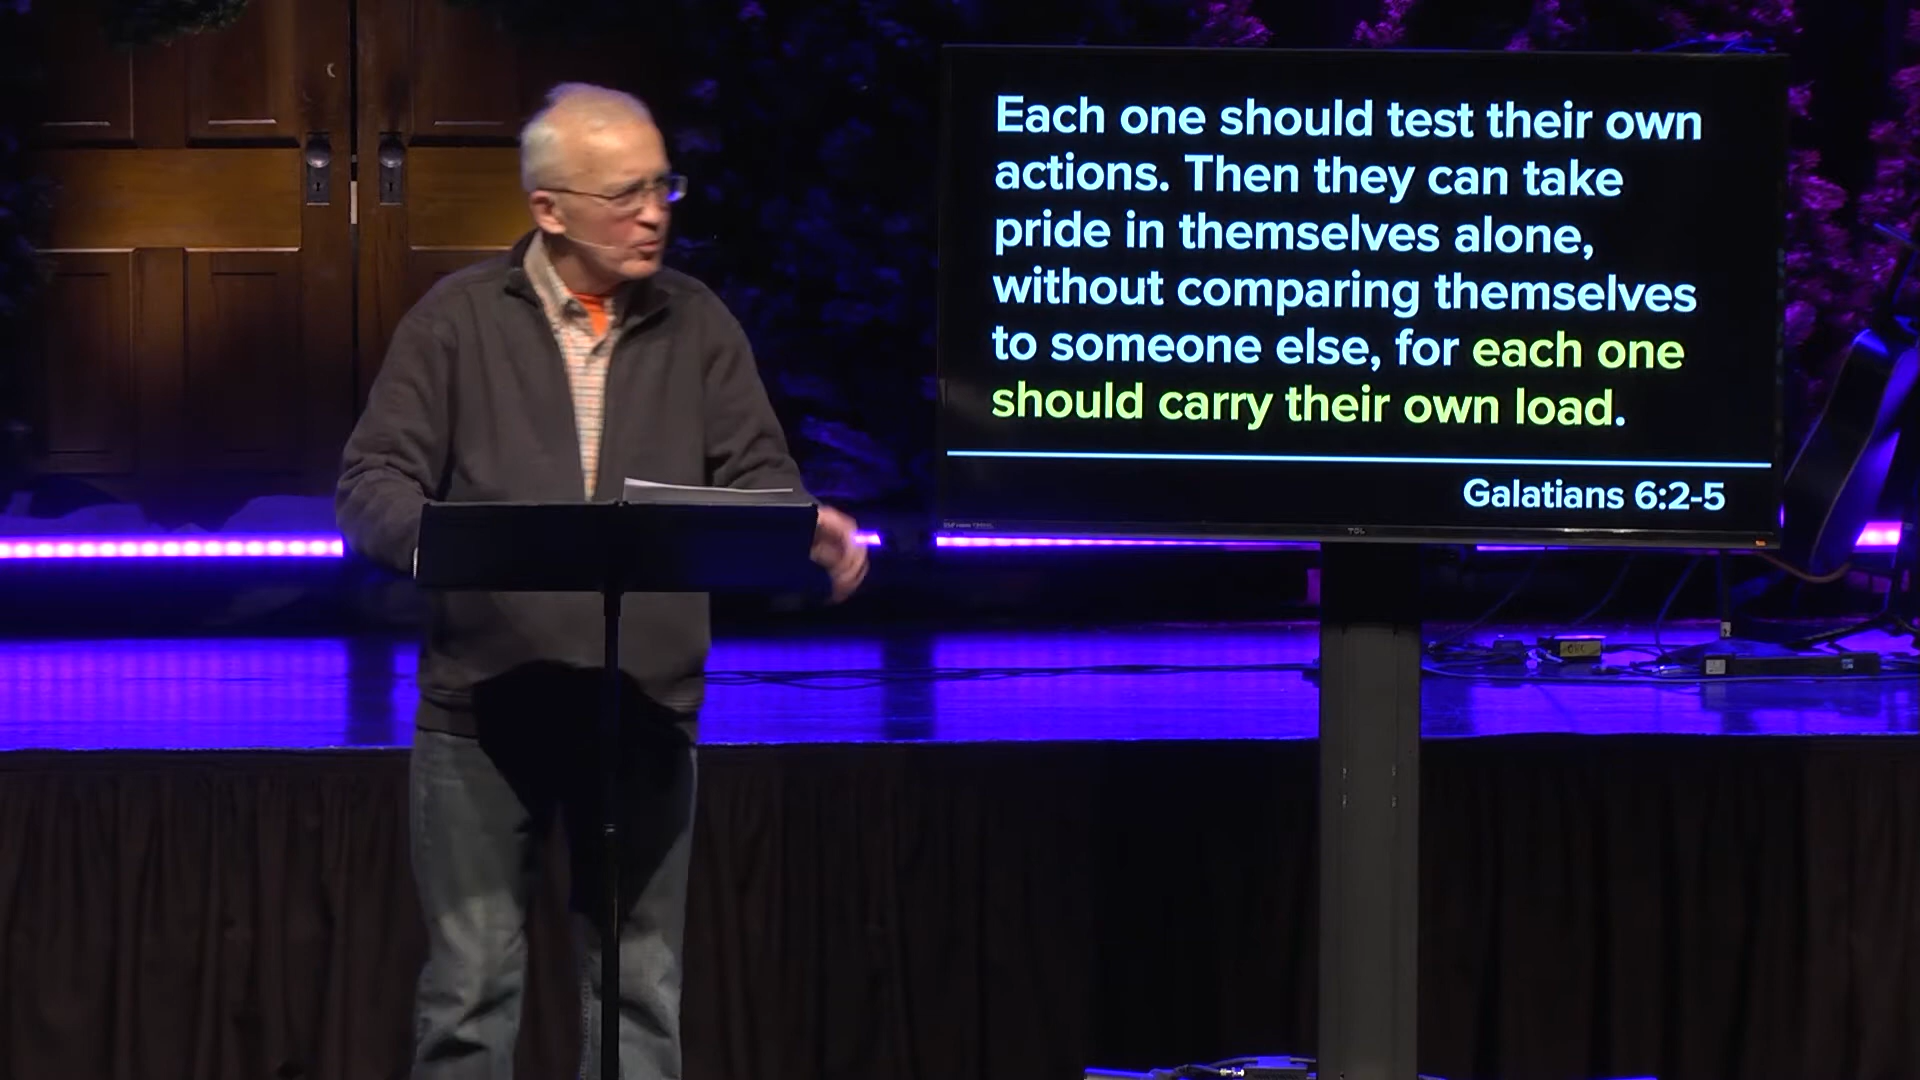 Each one should test their own
actions. Then they can take
pride in themselves alone,
without comparing themselves
to someone else, for each one
should carry their own load.
Galatians 6:2-5
TCL